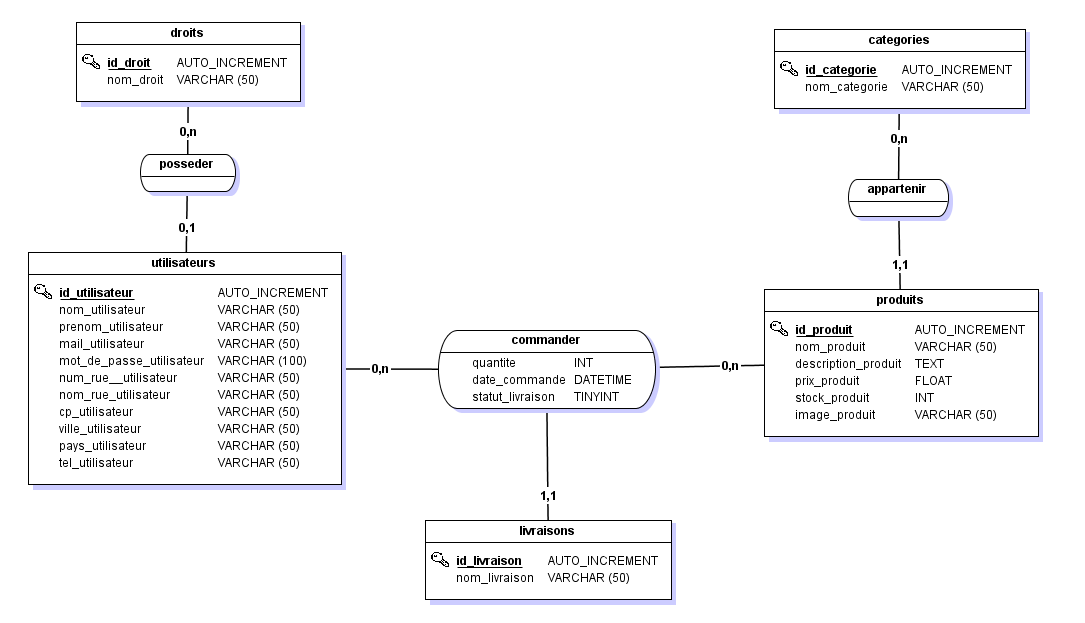 droits
id_droit AUTO_INCREMENT
nom_droit VARCHAR (50)
0,n
posseder
0,1
utilisateurs
id_utilisateur AUTO_INCREMENT
nom_utilisateur VARCHAR (50)
prenom_utilisateur VARCHAR (50)
mail_utilisateur VARCHAR (50)
mot_de_passe_utilisateur VARCHAR (100)
num_rue__utilisateur VARCHAR (50)
nom_rue_utilisateur VARCHAR (50)
cp_utilisateur VARCHAR (50)
ville_utilisateur VARCHAR (50)
pays_utilisateur VARCHAR (50)
tel_utilisateur VARCHAR (50)
0,n
commander
quantite INT
date_commande DATETIME
statut_livraison TINYINT
0,n
1,1
livraisons
id_livraison AUTO_INCREMENT
nom_livraison VARCHAR (50)
categories
id_categorie AUTO_INCREMENT
nom_categorie VARCHAR (50)
0,n
appartenir
1,1
produits
id_produit AUTO_INCREMENT
nom_produit VARCHAR (50)
description_produit TEXT
prix_produit FLOAT
stock_produit INT
image_produit VARCHAR (50)